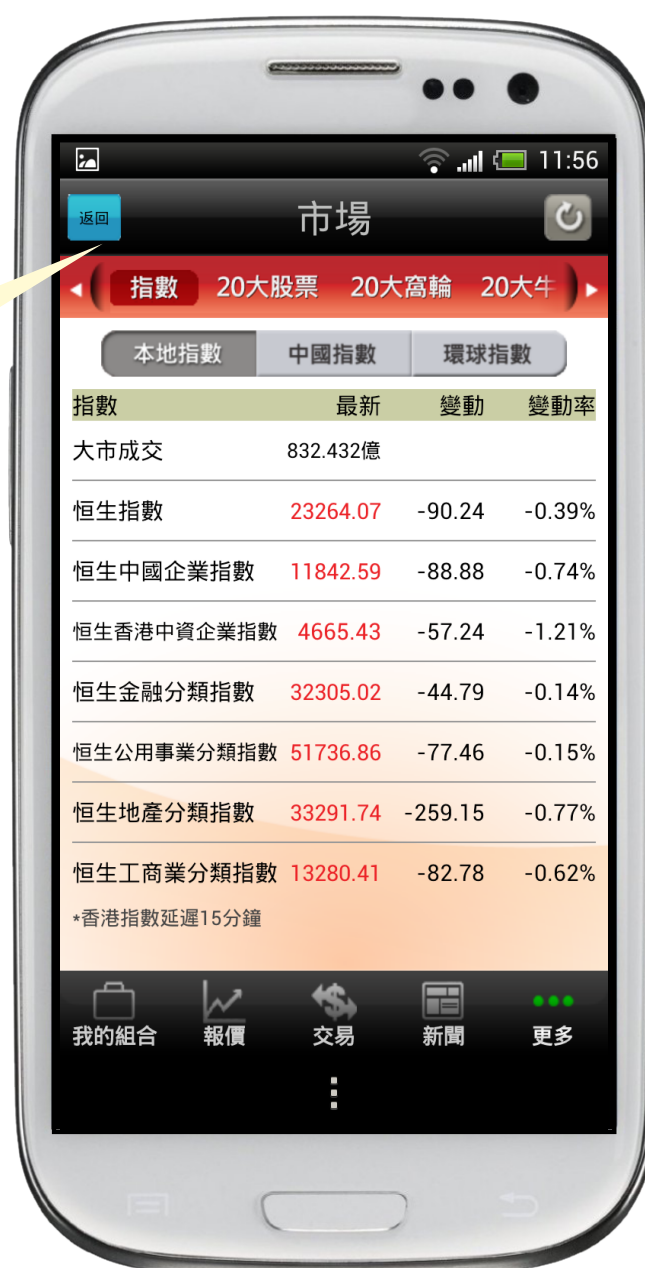 11:56
返回 市場
指數 20大股票 20大窩輪 20大牛
本地指數 中國指數 環球指數
指數 最新 變動 變動率
大市成交 832.432億
恒生指數 23264.07 -90.24 -0.39%
恒生中國企業指數 11842.59 -88.88 -0.74%
恒生香港中資企業指數 4665.43 -57.24 -1.21%
恒生金融分類指數 32305.02 -44.79 -0.14%
恒生公用事業分類指數 51736.86 -77.46 -0.15%
恒生地產分類指數 33291.74 -259.15 -0.77%
恒生工商業分類指數 13280.41 -82.78 -0.62%
*香港指數延遲15分鐘
我的組合 報價 交易 新聞 更多